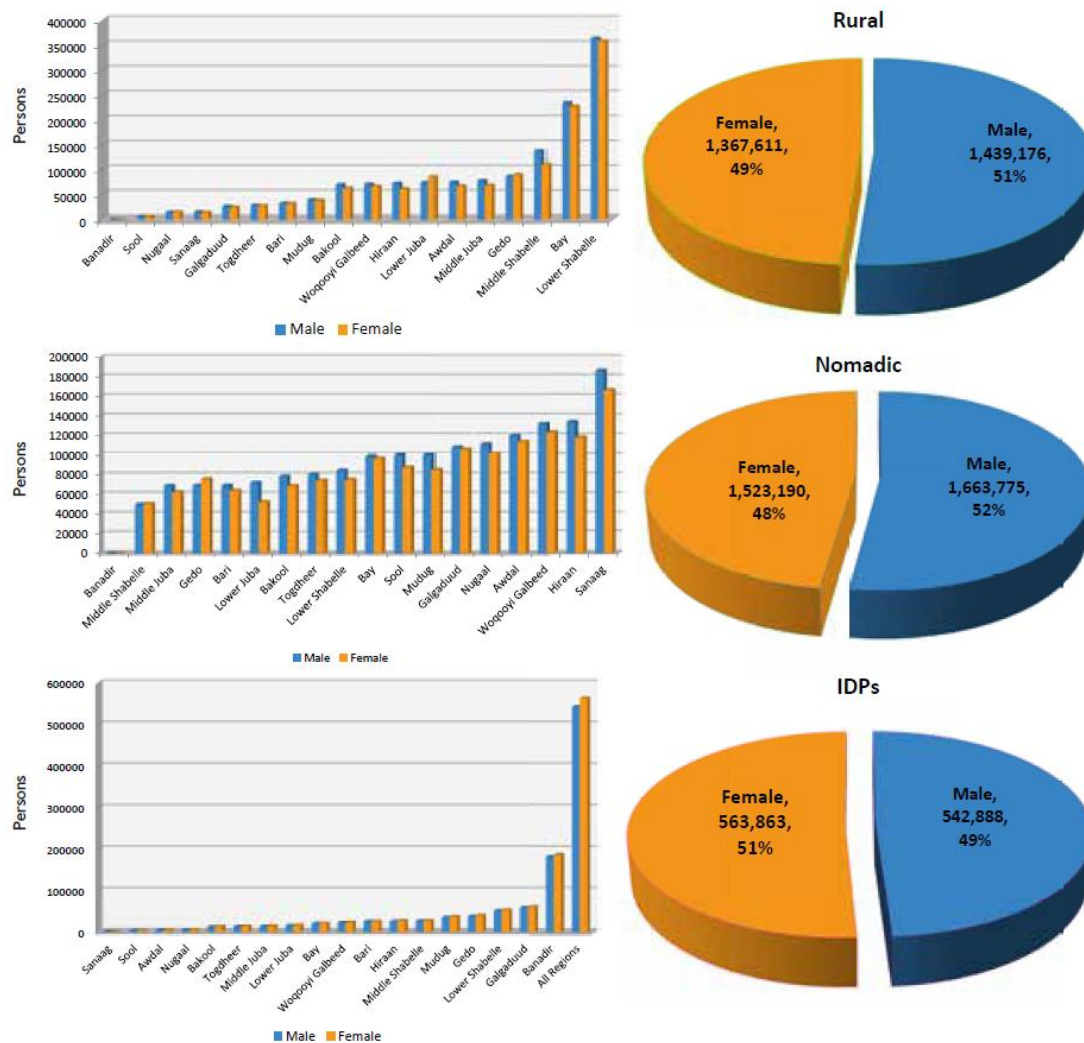 400000
350000
300000
250000
200000
150000
100000
50000
0
Persons
Banadir
Sool
Nugaal
Sanaag
Galgaduud
Togdheer
Bari
Mudug
Bakool
Woqooyi Galbeed
Hiraan
Lower Juba
Awdal
Middle Juba
Gedo
Middle Shabelle
Bay
Lower Shabelle
Male Female
Rural
Female,
1,367,611,
49%
Male,
1,439,176,
51%
200000
180000
160000
140000
120000
100000
80000
60000
40000
20000
0
Persons
Banadir
Middle Shabelle
Middle Juba
Gedo
Bari
Lower Juba
Bakool
Togdheer
Lower Shabelle
Bay
Sool
Mudug
Galgaduud
Nugaal
Awdal
Woqooyi Galbeed
Hiraan
Sanaag
Male Female
Nomadic
Female,
1,523,190,
48%
Male,
1,663,775,
52%
600000
500000
400000
300000
200000
100000
0
Persons
Sanaag
Sool
Awdal
Nugaal
Bakool
Togdheer
Middle Juba
Lower Juba
Bay
Woqooyi Galbeed
Bari
Hiraan
Middle Shabelle
Mudug
Gedo
Lower Shabelle
Galgaduud
Banadir
All Regions
Male Female
IDPs
Female,
563,863,
51%
Male,
542,888,
49%